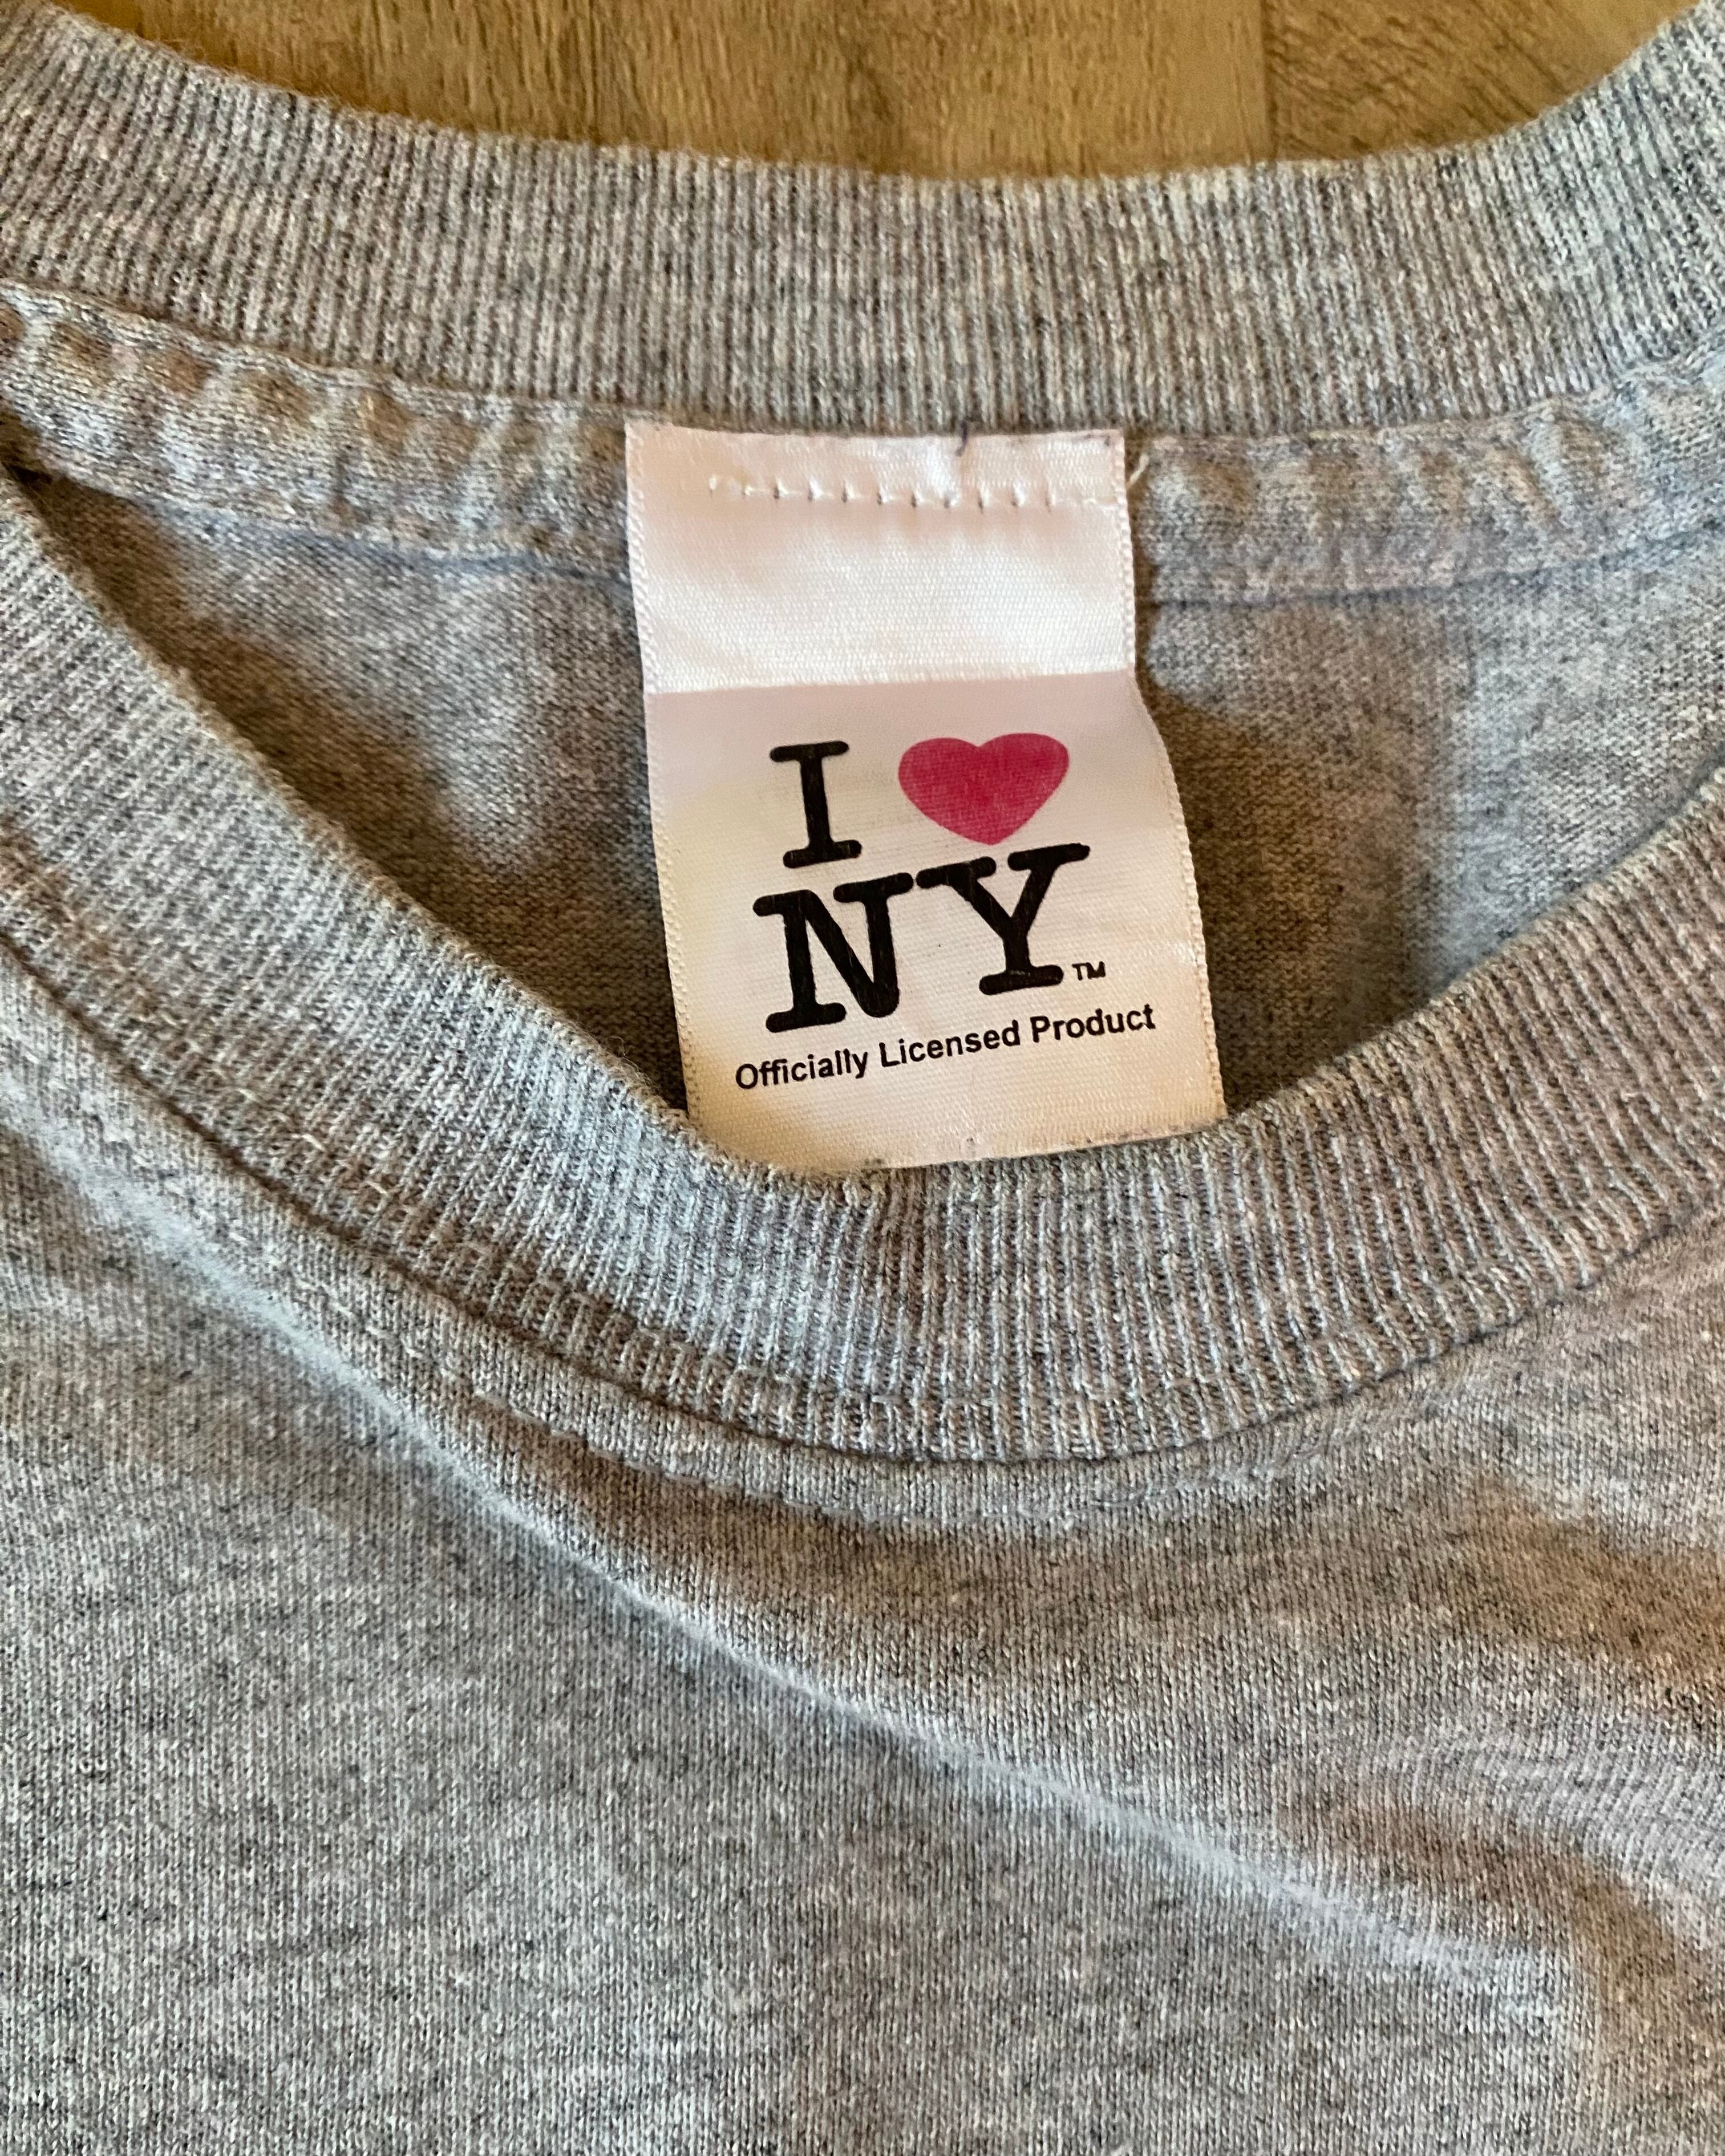 I ♥
NY™
Officially Licensed Product